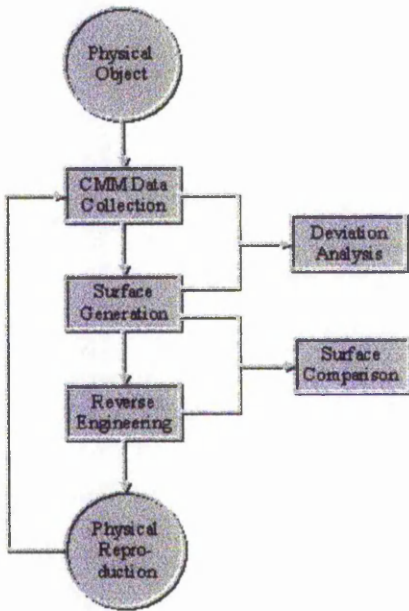 Physical
Object
CMM Data
Collection
Deviation
Analysis
Surface
Generation
Surface
Comparison
Reverse
Engineering
Physical
Repro-
duction